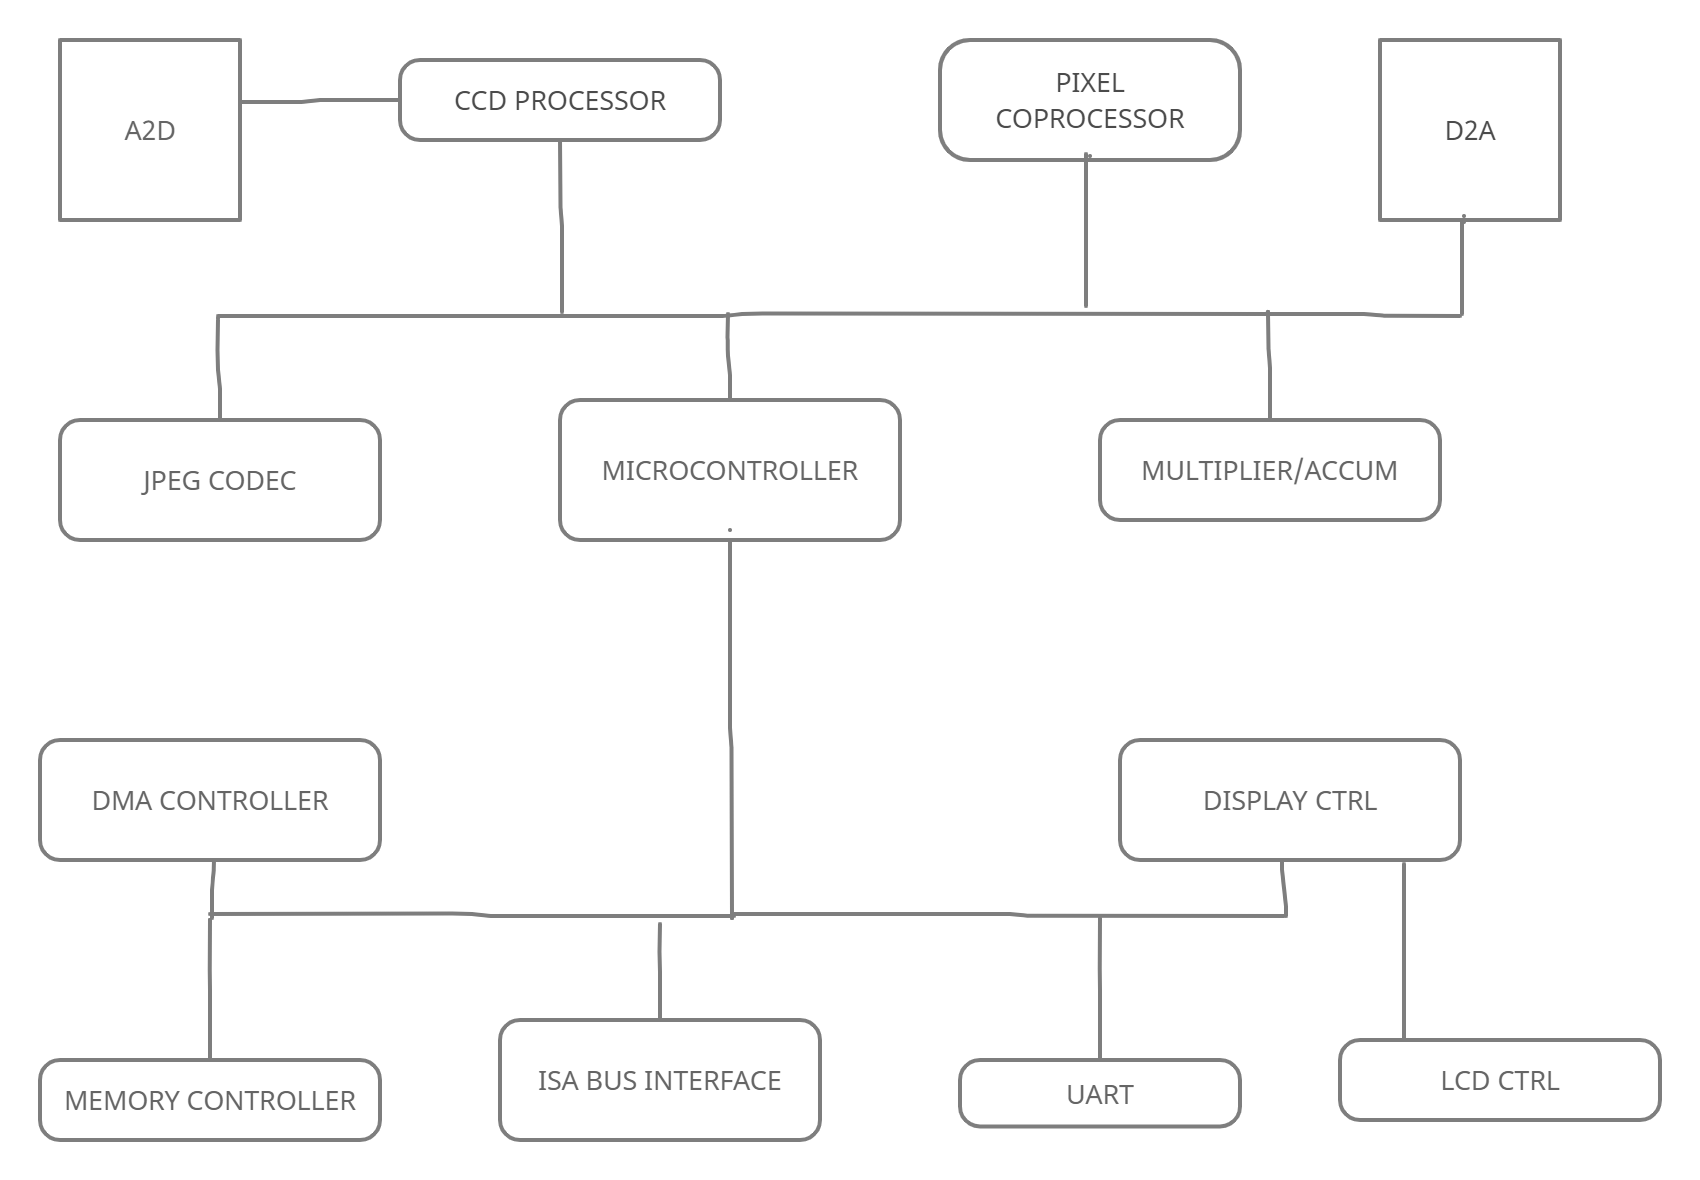 A2D
CCD PROCESSOR
PIXEL
COPROCESSOR
D2A
JPEG CODEC
MICROCONTROLLER
MULTIPLIER/ACCUM
DMA CONTROLLER
DISPLAY CTRL
MEMORY CONTROLLER
ISA BUS INTERFACE
UART
LCD CTRL